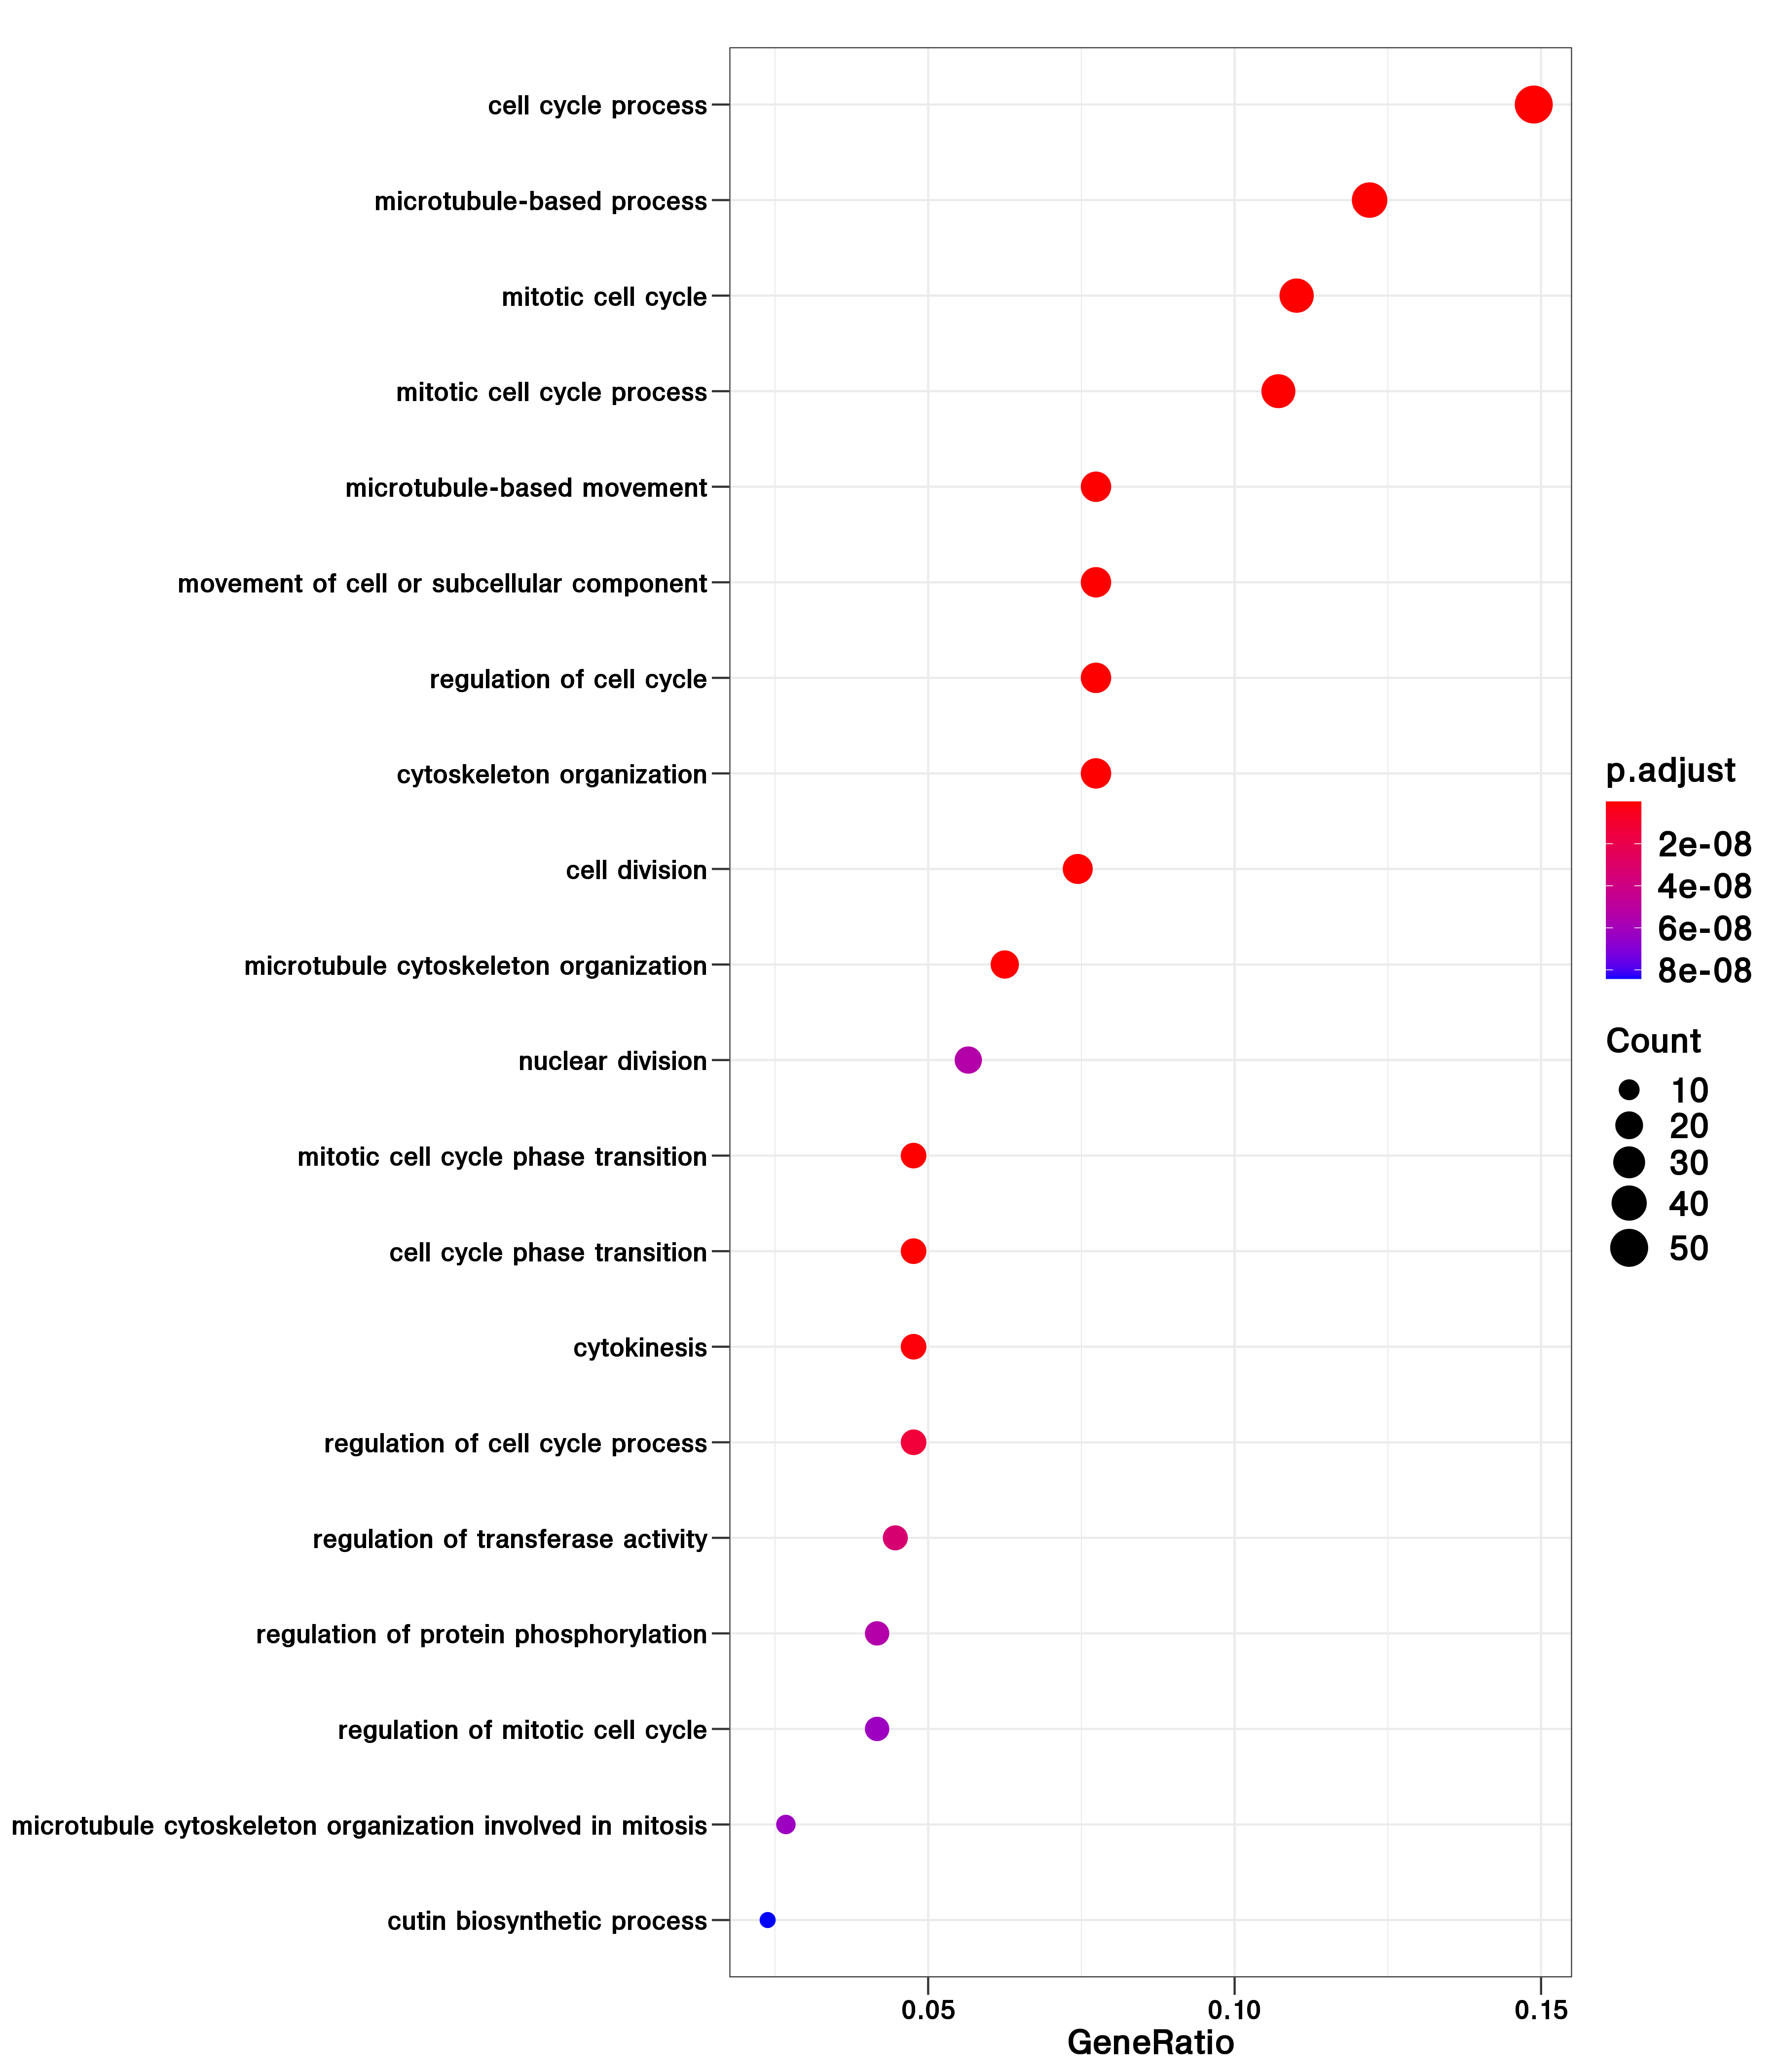 cell cycle process
microtubule-based process
mitotic cell cycle
mitotic cell cycle process
microtubule-based movement
movement of cell or subcellular component
regulation of cell cycle
cytoskeleton organization
cell division
microtubule cytoskeleton organization
nuclear division
mitotic cell cycle phase transition
cell cycle phase transition
cytokinesis
regulation of cell cycle process
regulation of transferase activity
regulation of protein phosphorylation
regulation of mitotic cell cycle
microtubule cytoskeleton organization involved in mitosis
cutin biosynthetic process
0.05 0.10 0.15
GeneRatio
p.adjust
2e-08
4e-08
6e-08
8e-08
Count
10
20
30
40
50